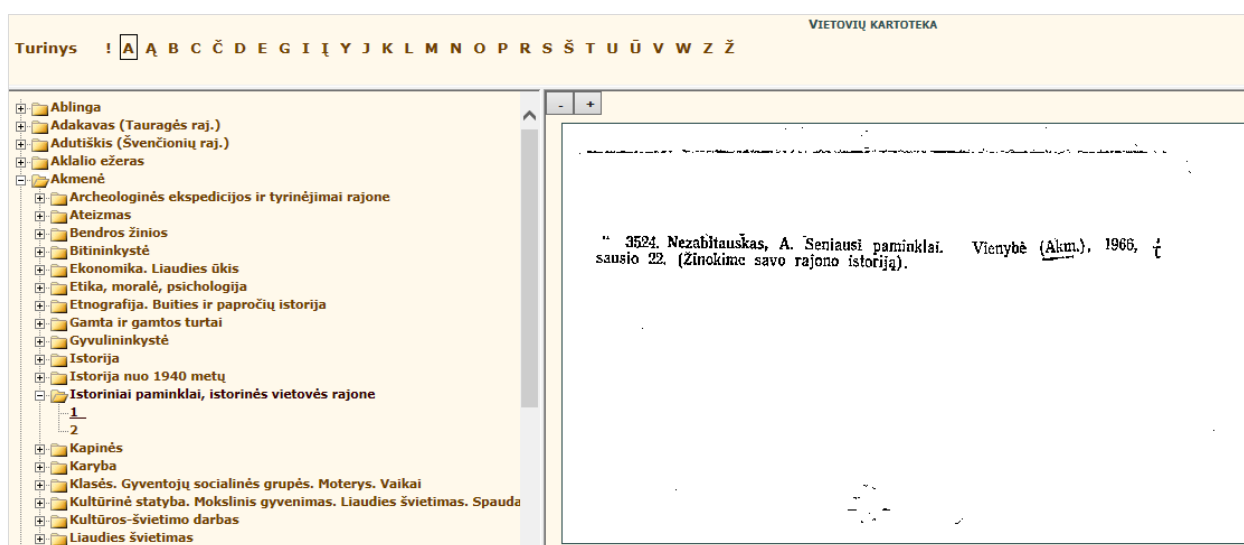 VIETOVIŲ KARTOTEKA
Turinys ! A Ą B C Č D E G I Į Y J K L M N O P R S Š T U Ū V W Z Ž
Ablinga
Adakavas (Tauragės raj.)
Adutiškis (Švenčionių raj.)
Aklalio ežeras
Akmenė
Archeologinės ekspedicijos ir tyrinėjimai rajone
Ateizmas
Bendros žinios
Bitininkystė
Ekonomika. Liaudies ūkis
Etika, moralė, psichologija
Etnografija. Buities ir papročių istorija
Gamta ir gamtos turtai
Gyvulininkystė
Istorija
Istorija nuo 1940 metų
Istoriniai paminklai, istorinės vietovės rajone
1
2
Kapinės
Karyba
Klasės. Gyventojų socialinės grupės. Moterys. Vaikai
Kultūrinė statyba. Mokslinis gyvenimas. Liaudies švietimas. Spauda
Kultūros-švietimo darbas
Liaudies švietimas
- +
3524. Nezabitauskas, A. Seniausi paminklai. Vienybė (Akm.), 1966,
sausio 22. (Žinokime savo rajono istoriją).